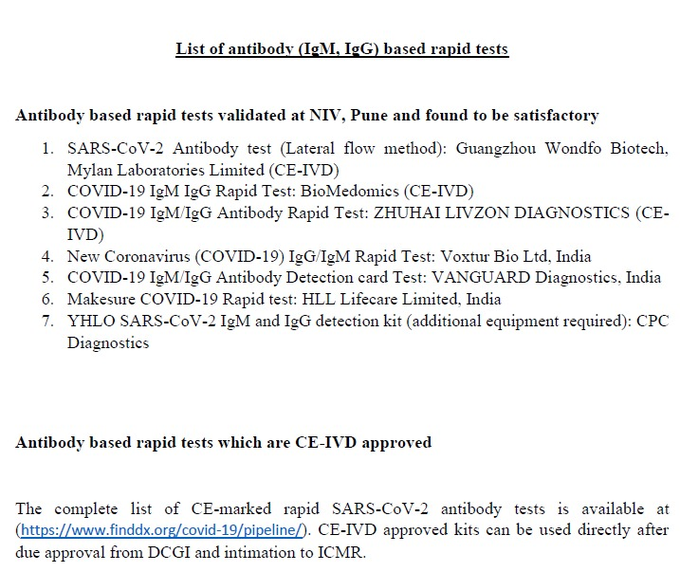 List of antibody (IgM, IgG) based rapid tests
Antibody based rapid tests validated at NIV, Pune and found to be satisfactory
1. SARS-CoV-2 Antibody test (Lateral flow method): Guangzhou Wondfo Biotech,
Mylan Laboratories Limited (CE-IVD)
2. COVID-19 IgM IgG Rapid Test: BioMedomics (CE-IVD)
3. COVID-19 IgM/IgG Antibody Rapid Test: ZHUHAI LIVZON DIAGNOSTICS (CE-
IVD)
4. New Coronavirus (COVID-19) IgG/IgM Rapid Test: Voxtur Bio Ltd, India
5. COVID-19 IgM/IgG Antibody Detection card Test: VANGUARD Diagnostics, India
6. Makesure COVID-19 Rapid test: HLL Lifecare Limited, India
7. YHLO SARS-CoV-2 IgM and IgG detection kit (additional equipment required): CPC
Diagnostics
Antibody based rapid tests which are CE-IVD approved
The complete list of CE-marked rapid SARS-CoV-2 antibody tests is available at
(https://www.finddx.org/covid-19/pipeline/). CE-IVD approved kits can be used directly after
due approval from DCGI and intimation to ICMR.